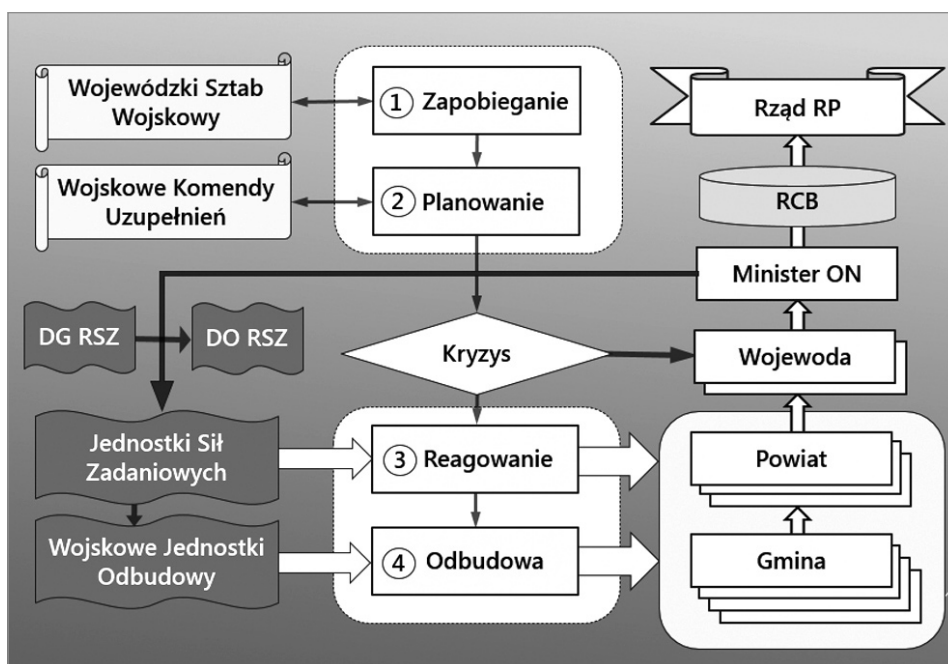 Wojewódzki Sztab
Wojskowy
1 Zapobieganie
Rząd RP
Wojskowe Komendy
Uzupełnień
2 Planowanie
RCB
Minister ON
DG RSZ
DO RSZ
Kryzys
Wojewoda
Jednostki Sił
Zadaniowych
3 Reagowanie
Powiat
Wojskowe Jednostki
Odbudowy
4 Odbudowa
Gmina